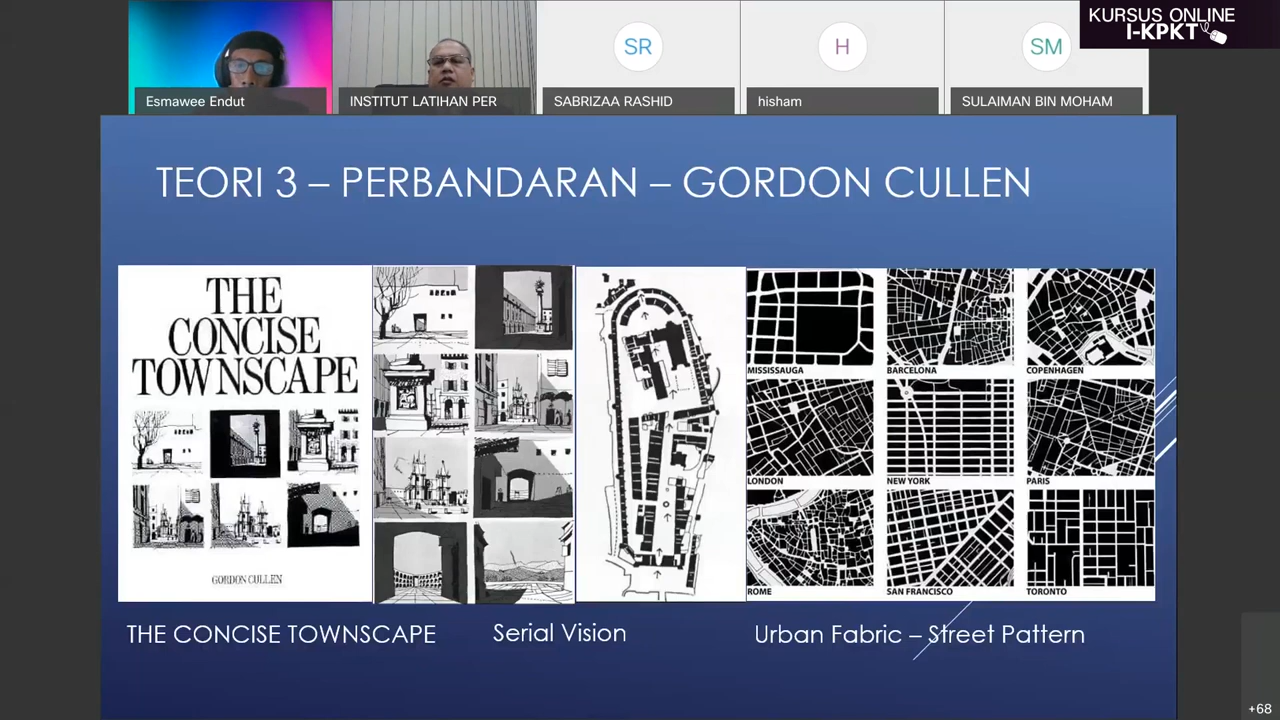 KURSUS ONLINE
I-KPKT
SR
H
SM
Esmawee Endut
INSTITUT LATIHAN PER
SABRIZAA RASHID
hisham
SULAIMAN BIN MOHAM
TEORI 3 – PERBANDARAN – GORDON CULLEN
THE
CONCISE
TOWNSCAPE
GORDON CULLEN
MISSISSAUGA
BARCELONA
COPENHAGEN
LONDON
NEW YORK
PARIS
ROME
SAN FRANCISCO
TORONTO
THE CONCISE TOWNSCAPE
Serial Vision
Urban Fabric – Street Pattern
+68